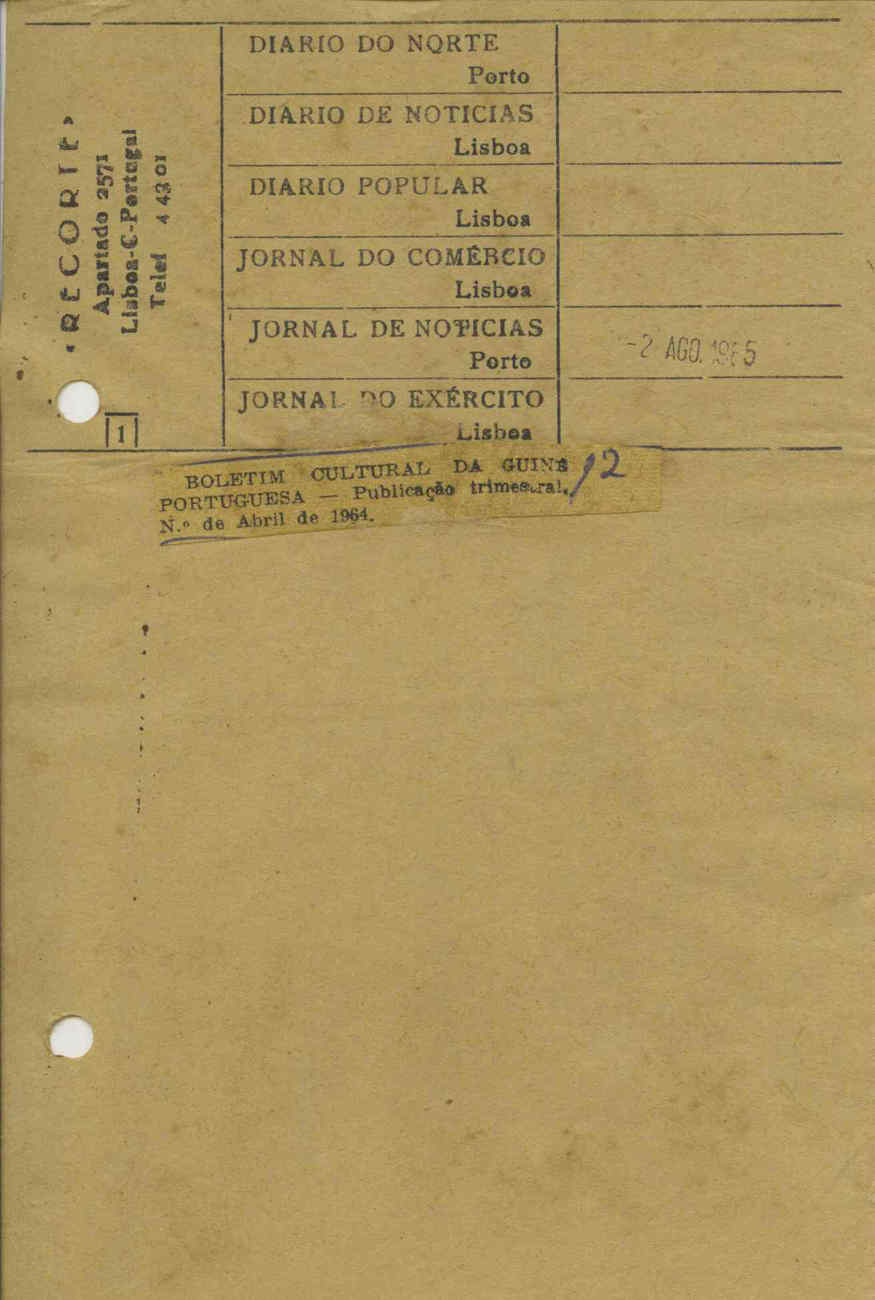 «RECORTE»
Apartado 2571
Lisboa-C-Portugal
Telef 4 43 01
1
DIARIO DO NORTE
Porto
DIARIO DE NOTICIAS
Lisboa
DIARIO POPULAR
Lisboa
JORNAL DO COMÉRCIO
Lisboa
JORNAL DE NOTICIAS
Porto
-2 AGO. 1965
JORNAL DO EXÉRCITO
Lisboa
BOLETIM CULTURAL DA GUINÉ
PORTUGUESA — Publicação trimestral.
N.º de Abril de 1964.
12